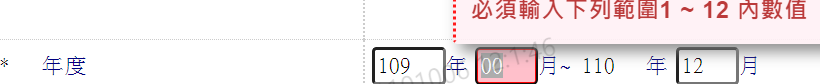 必須輸入下列範圍1 ~ 12 內數值
* 年度 109 年 00 月~ 110 年 12 月